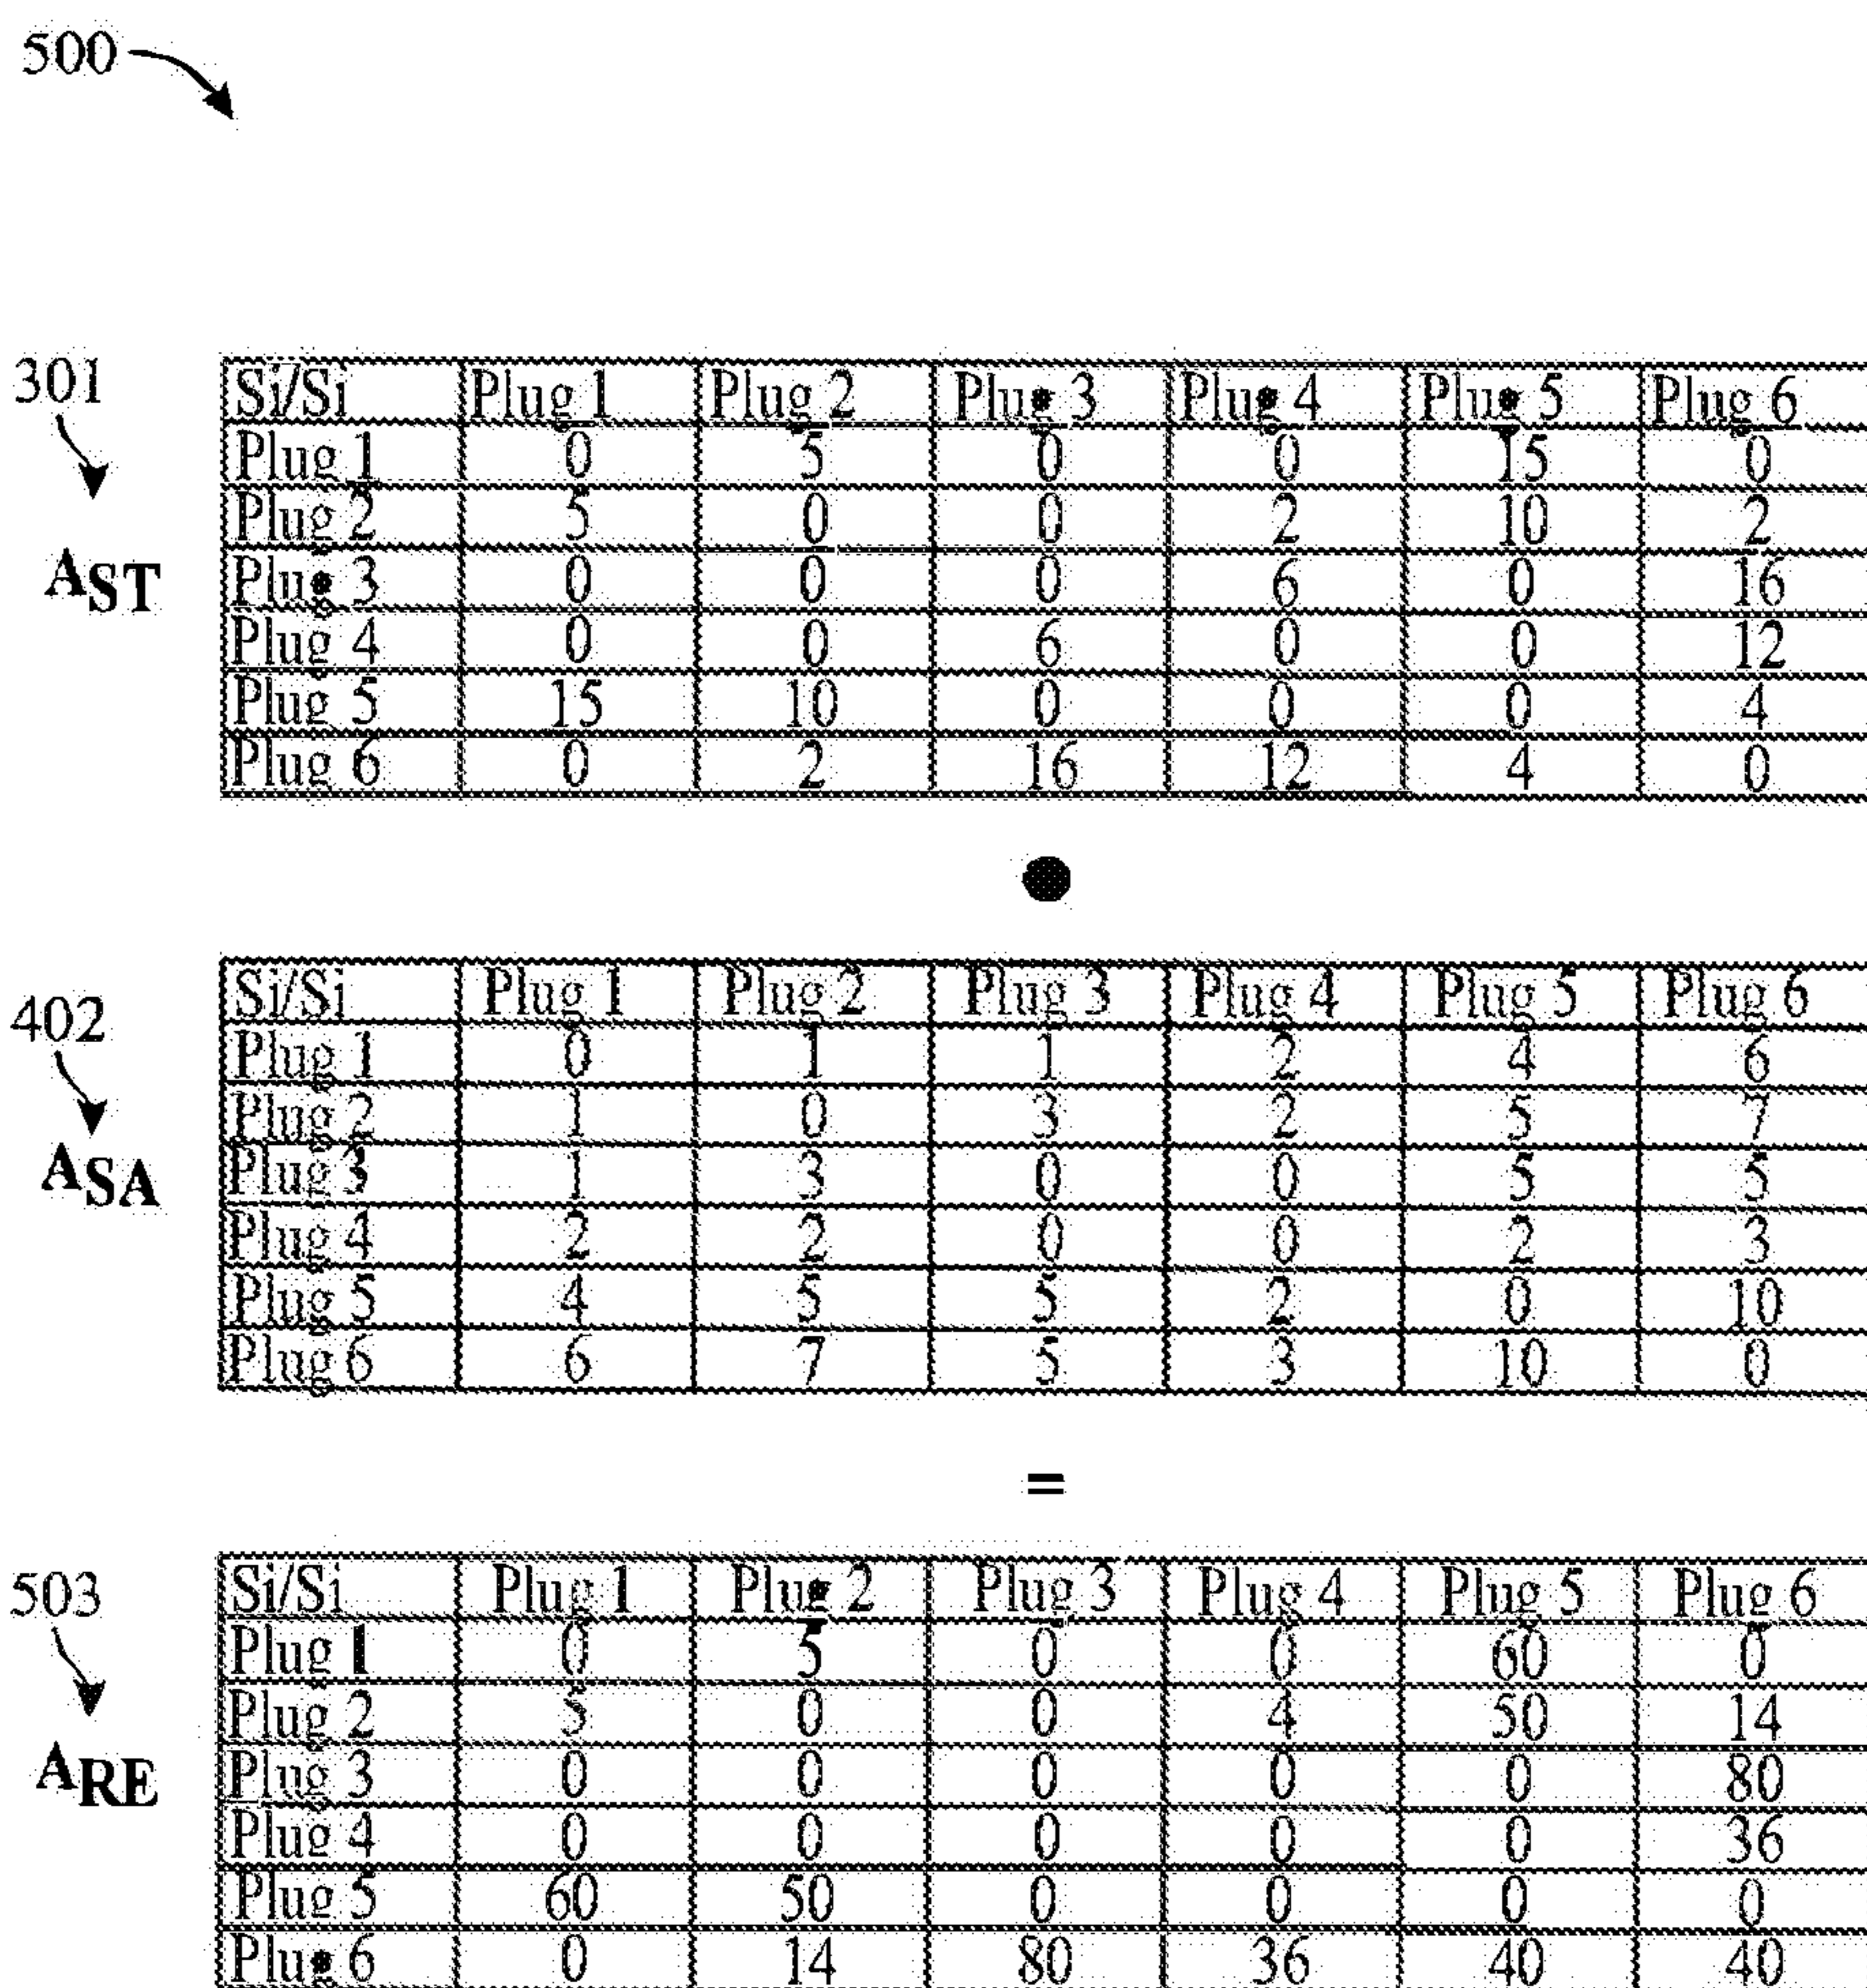 500
301
Si/Si Plug 1 Plug 2 Plug 3 Plug 4 Plug 5 Plug 6
Plug 1 0 5 0 0 15 0
Plug 2 5 0 0 2 10 2
AST
Plug 3 0 0 0 6 0 16
Plug 4 0 0 6 0 0 12
Plug 5 15 10 0 0 0 4
Plug 6 0 2 16 12 4 0
●
402
Si/Si Plug 1 Plug 2 Plug 3 Plug 4 Plug 5 Plug 6
Plug 1 0 1 1 2 4 6
Plug 2 1 0 3 2 5 7
ASA
Plug 3 1 3 0 0 5 5
Plug 4 2 2 0 0 2 3
Plug 5 4 5 5 2 0 10
Plug 6 6 7 5 3 10 0
=
503
Si/Si Plug 1 Plug 2 Plug 3 Plug 4 Plug 5 Plug 6
Plug 1 0 5 0 0 60 0
Plug 2 5 0 0 4 50 14
ARE
Plug 3 0 0 0 0 0 80
Plug 4 0 0 0 0 0 36
Plug 5 60 50 0 0 0 0
Plug 6 0 14 80 36 40 40